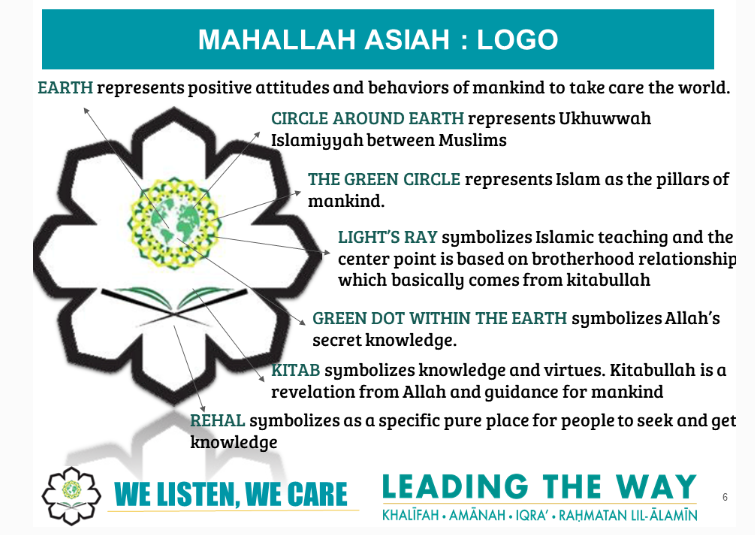 MAHALLAH ASIAH : LOGO
EARTH represents positive attitudes and behaviors of mankind to take care the world.
CIRCLE AROUND EARTH represents Ukhuwwah
Islamiyyah between Muslims
THE GREEN CIRCLE represents Islam as the pillars of
mankind.
LIGHT'S RAY symbolizes Islamic teaching and the
center point is based on brotherhood relationship
which basically comes from kitabullah
GREEN DOT WITHIN THE EARTH symbolizes Allah's
secret knowledge.
KITAB symbolizes knowledge and virtues. Kitabullah is a
revelation from Allah and guidance for mankind
REHAL symbolizes as a specific pure place for people to seek and get
knowledge
WE LISTEN, WE CARE
LEADING THE WAY
KHALĪFAH • AMĀNAH • IQRA' • RAḤMATAN LIL-ĀLAMĪN
6